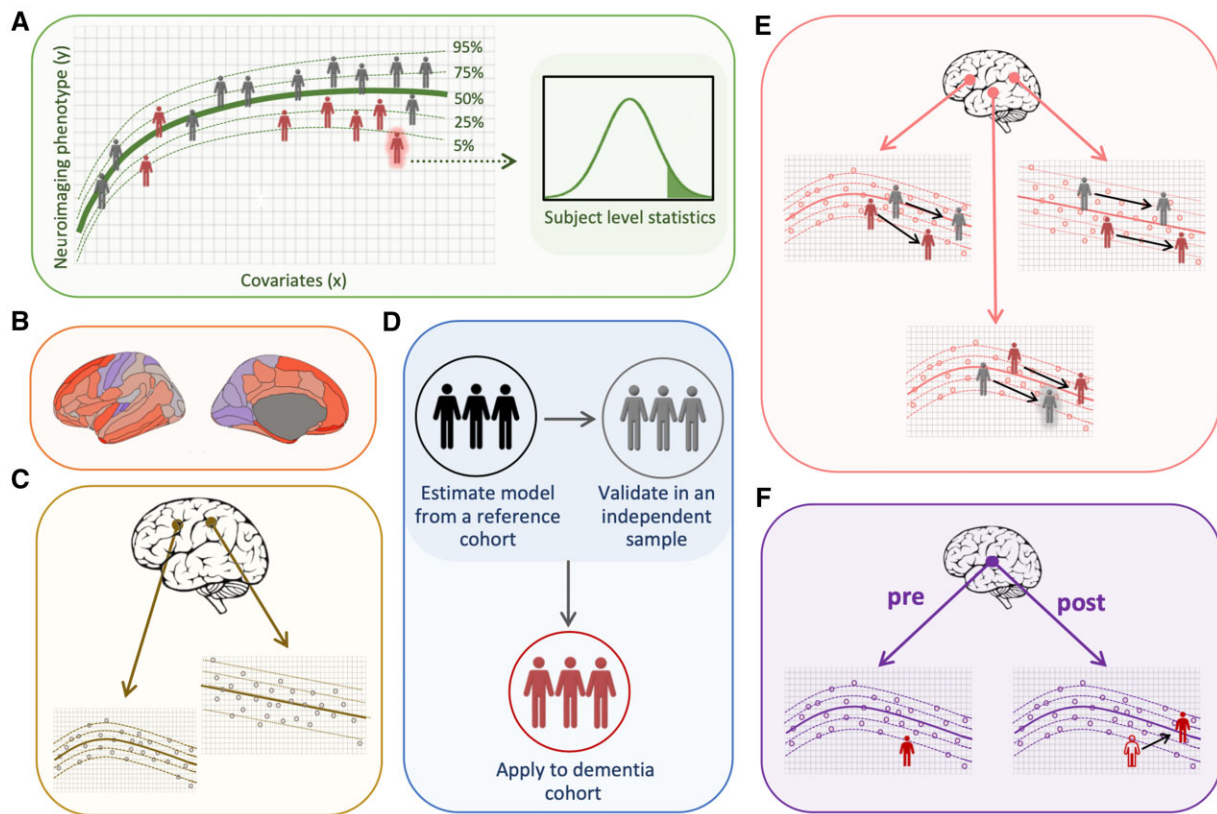 A
Neuroimaging phenotype (y)
95%
75%
50%
25%
5%
Covariates (x)
Subject level statistics
B
C
D
Estimate model
from a reference
cohort
Validate in an
independent
sample
Apply to dementia
cohort
E
F
pre
post